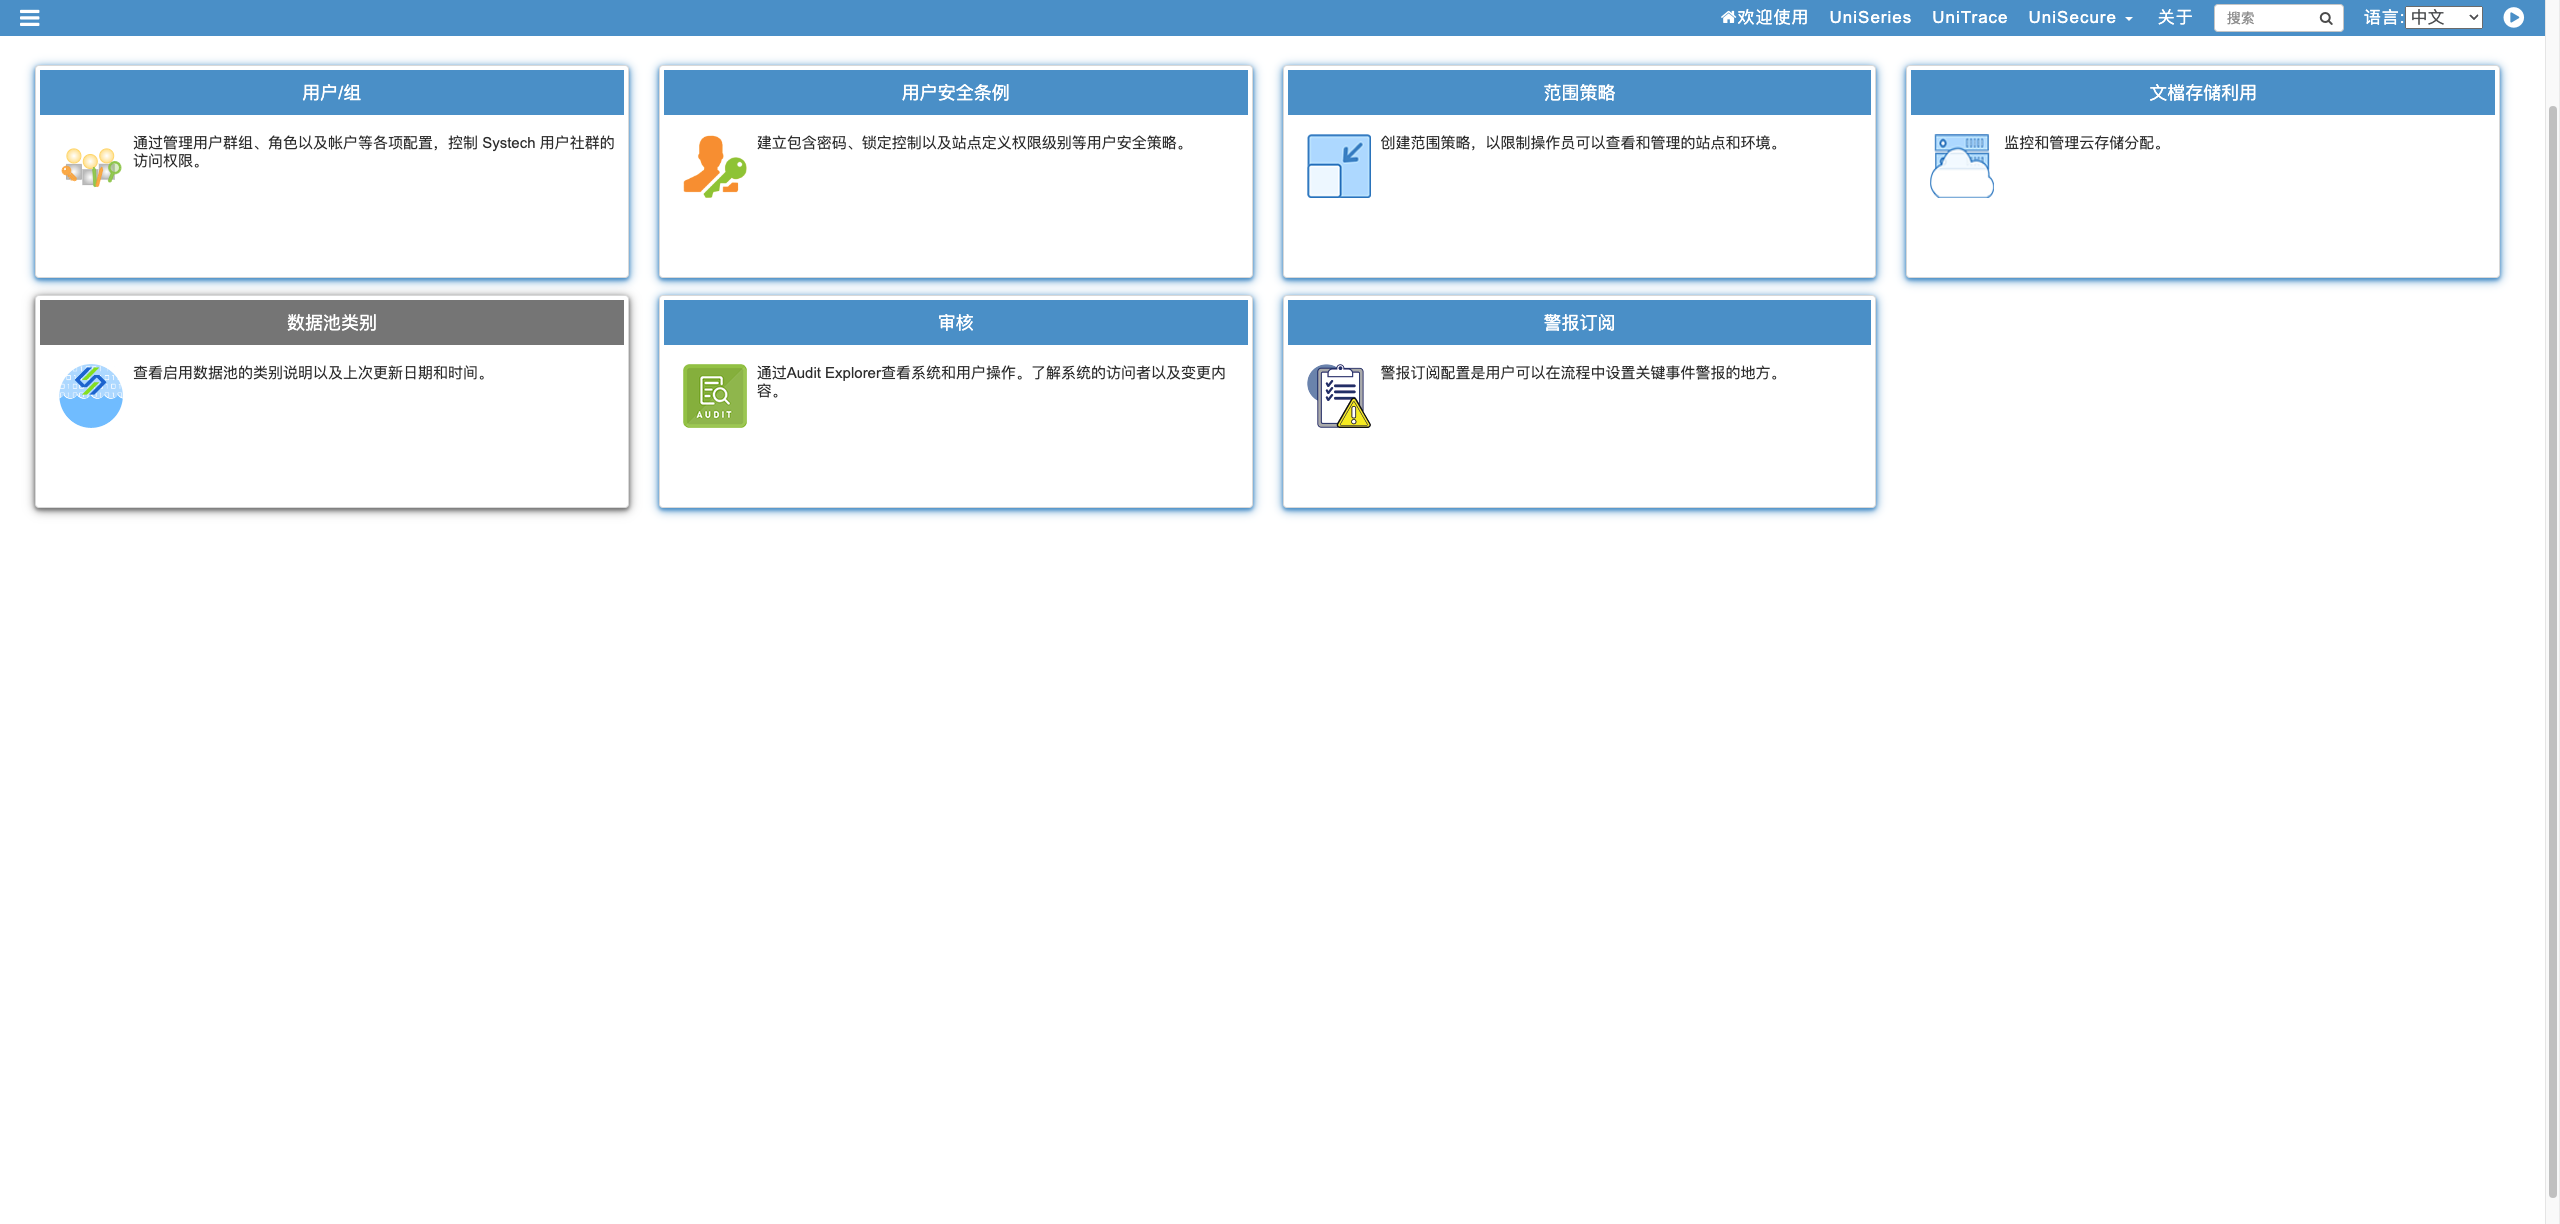 欢迎使用 UniSeries UniTrace UniSecure 关于 搜索 语言: 中文
用户/组
通过管理用户群组、角色以及帐户等各项配置，控制 Systech 用户社群的
访问权限。
用户安全条例
建立包含密码、锁定控制以及站点定义权限级别等用户安全策略。
范围策略
创建范围策略，以限制操作员可以查看和管理的站点和环境。
文檔存储利用
监控和管理云存储分配。
数据池类别
查看启用数据池的类别说明以及上次更新日期和时间。
审核
AUDIT
通过Audit Explorer查看系统和用户操作。了解系统的访问者以及变更内
容。
警报订阅
警报订阅配置是用户可以在流程中设置关键事件警报的地方。